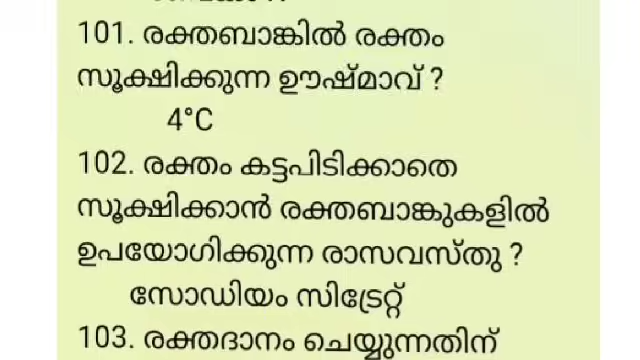 101. രക്തബാങ്കിൽ രക്തം
സൂക്ഷിക്കുന്ന ഊഷ്മാവ് ?
4°C
102. രക്തം കട്ടപിടിക്കാതെ
സൂക്ഷിക്കാൻ രക്തബാങ്കുകളിൽ
ഉപയോഗിക്കുന്ന രാസവസ്തു ?
സോഡിയം സിട്രേറ്റ്
103. രക്തദാനം ചെയ്യുന്നതിന്